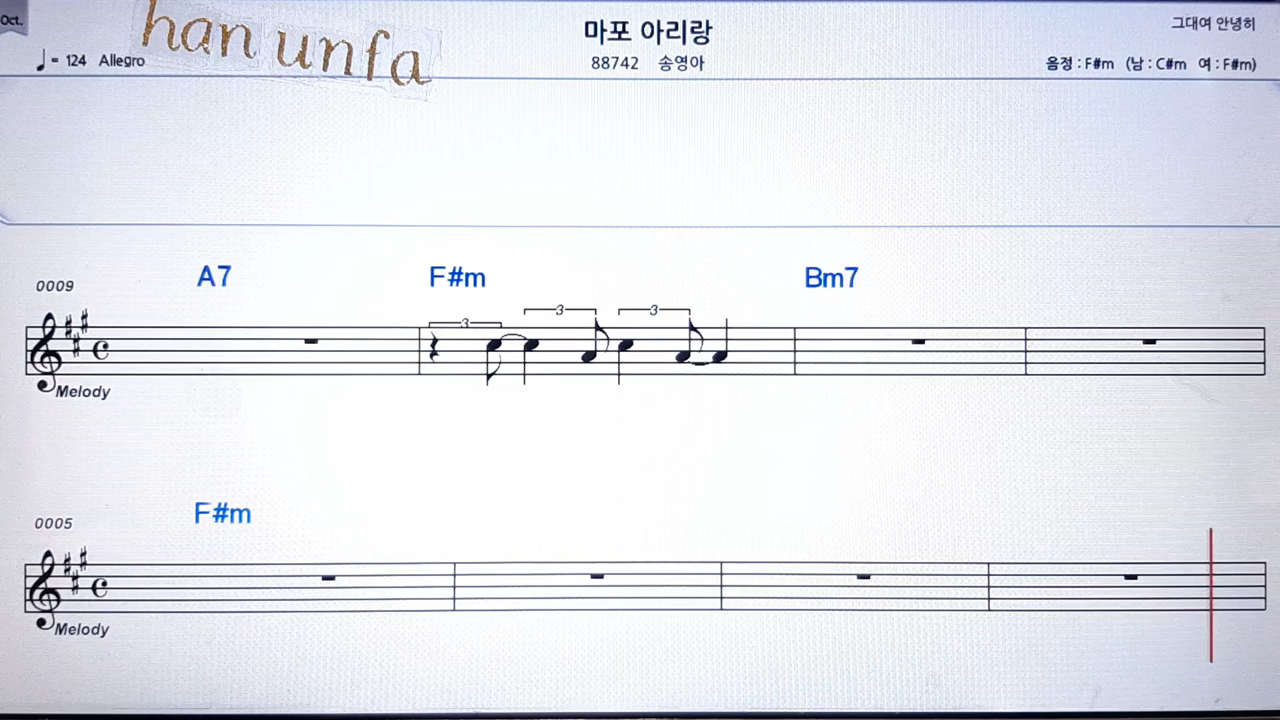 Oct.
han unfa
마포 아리랑
그대여 안녕히
♩= 124 Allegro
88742 송영아
음정 : F#m (남 : C#m 여 : F#m)
A7 F#m Bm7
0009
3 3 3
Melody
F#m
0005
Melody